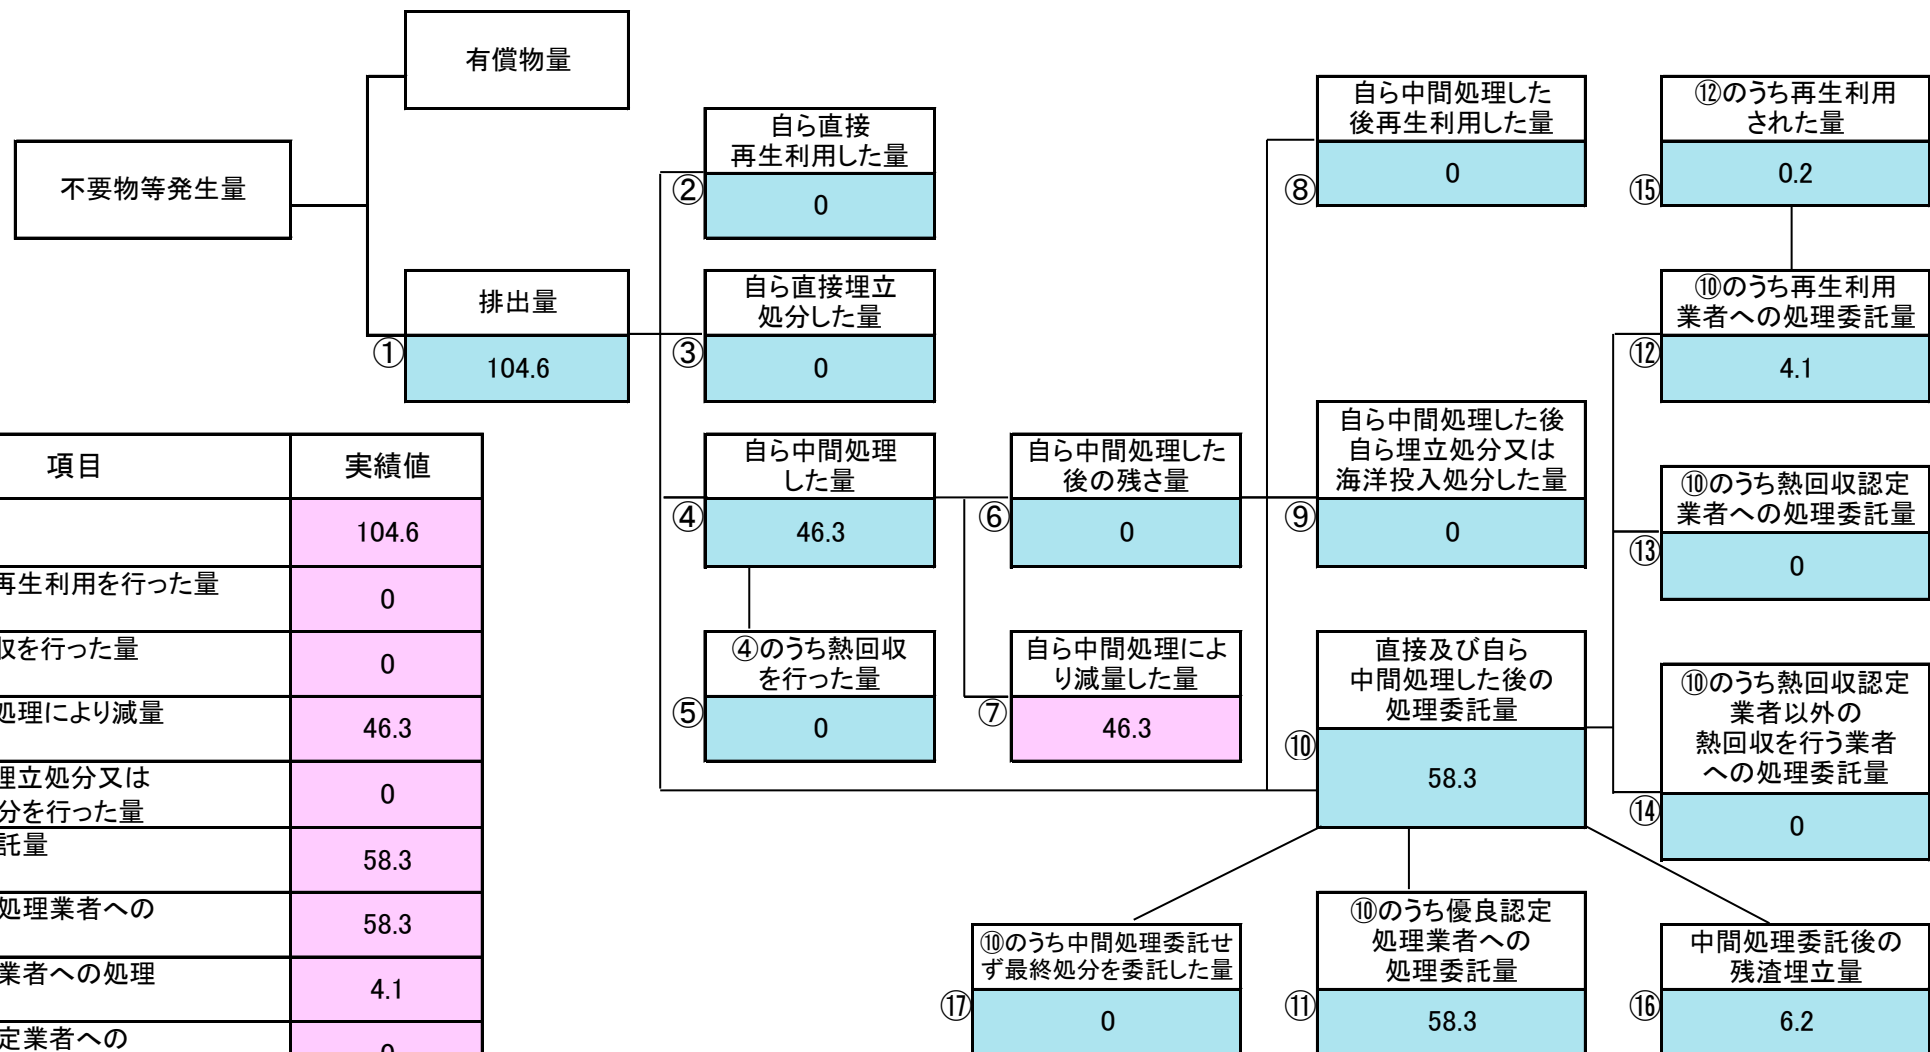 有償物量
不要物等発生量
排出量
①
104.6
自ら直接
再生利用した量
②
0
自ら直接埋立
処分した量
③
0
自ら中間処理
した量
④
46.3
④のうち熱回収
を行った量
⑤
0
自ら中間処理した
後の残さ量
⑥
0
自ら中間処理によ
り減量した量
⑦
46.3
自ら中間処理した
後再生利用した量
⑧
0
自ら中間処理した後
自ら埋立処分又は
海洋投入処分した量
⑨
0
直接及び自ら
中間処理した後の
処理委託量
⑩
58.3
⑫のうち再生利用
された量
⑮
0.2
⑩のうち再生利用
業者への処理委託量
⑫
4.1
⑩のうち熱回収認定
業者への処理委託量
⑬
0
⑩のうち熱回収認定
業者以外の
熱回収を行う業者
への処理委託量
⑭
0
⑩のうち中間処理委託せ
ず最終処分を委託した量
⑰
0
⑩のうち優良認定
処理業者への
処理委託量
⑪
58.3
中間処理委託後の
残渣埋立量
⑯
6.2
項目 実績値
104.6
再生利用を行った量 0
収を行った量 0
処理により減量 46.3
埋立処分又は
分を行った量 0
託量 58.3
処理業者への 58.3
業者への処理 4.1
定業者への 0